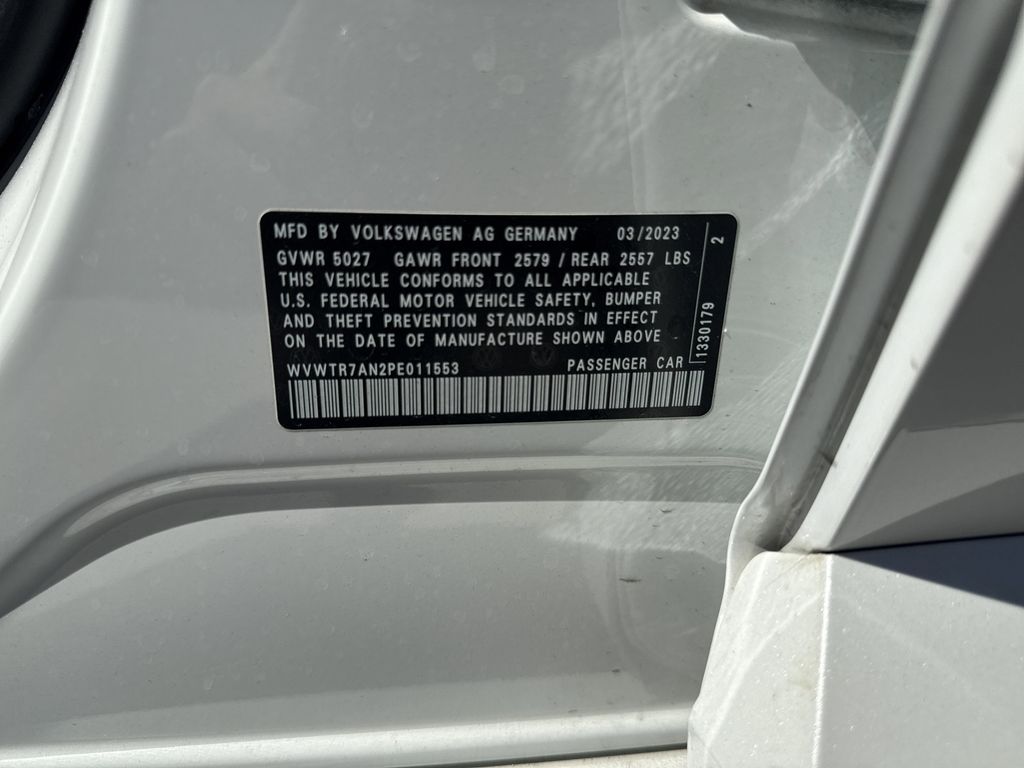 MFD BY VOLKSWAGEN AG GERMANY 03/2023
GVWR 5027 GAWR FRONT 2579 / REAR 2557 LBS
THIS VEHICLE CONFORMS TO ALL APPLICABLE
U.S. FEDERAL MOTOR VEHICLE SAFETY, BUMPER
AND THEFT PREVENTION STANDARDS IN EFFECT
ON THE DATE OF MANUFACTURE SHOWN ABOVE
WVWTR7AN2PE011553 PASSENGER CAR
1330179 2